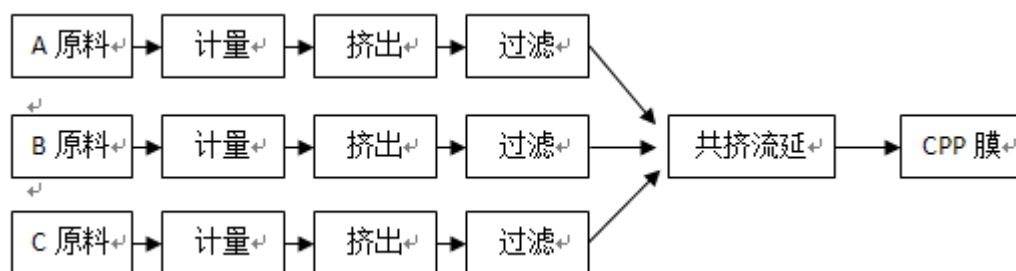 A 原料 计量 挤出 过滤
B 原料 计量 挤出 过滤 共挤流延 CPP 膜
C 原料 计量 挤出 过滤